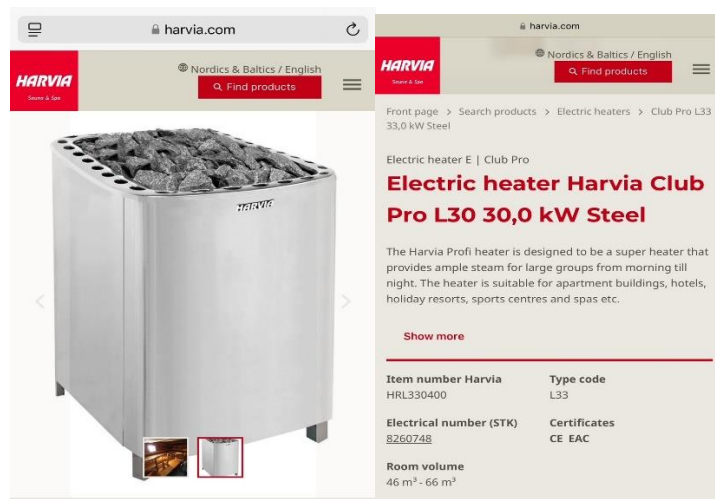 harvia.com
HARVIA
Sauna & Spa
Nordics & Baltics / English
Find products
HARVIA
harvia.com
HARVIA
Sauna & Spa
Nordics & Baltics / English
Find products
Front page > Search products > Electric heaters > Club Pro L33
33,0 kW Steel
Electric heater E | Club Pro
Electric heater Harvia Club
Pro L30 30,0 kW Steel
The Harvia Profi heater is designed to be a super heater that
provides ample steam for large groups from morning till
night. The heater is suitable for apartment buildings, hotels,
holiday resorts, sports centres and spas etc.
Show more
Item number Harvia Type code
HRL330400 L33
Electrical number (STK) Certificates
8260748 CE EAC
Room volume
46 m³ - 66 m³